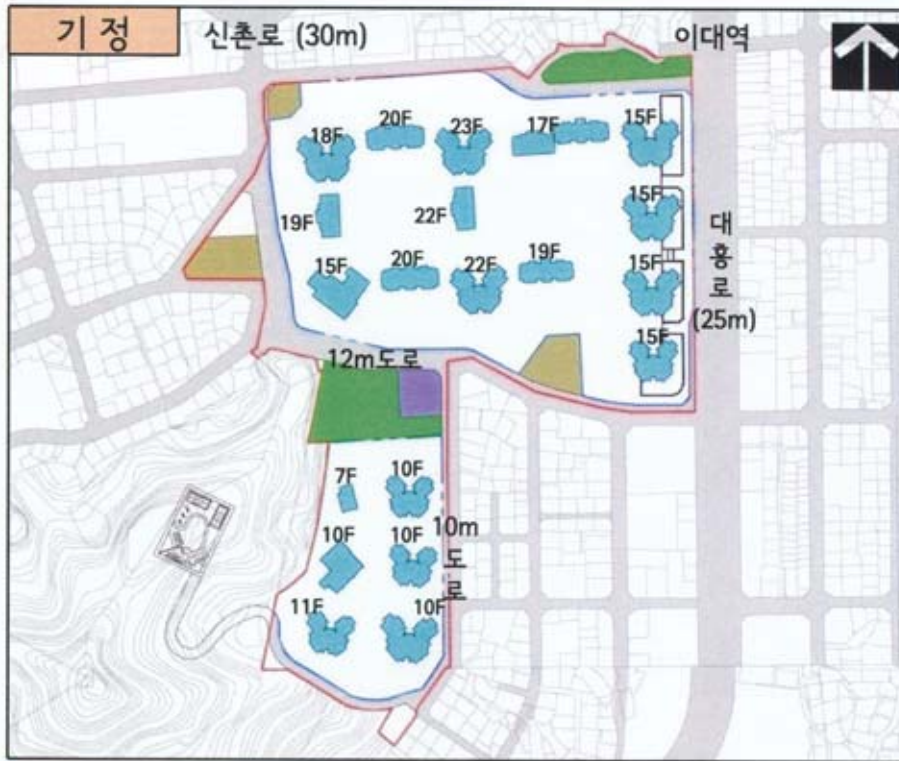 기정
신촌로 (30m)
이대역
18F
20F
23F
17F
15F
19F
22F
15F
15F
20F
22F
19F
15F
15F
대흥로
(25m)
12m도로
7F
10F
10F
10F
10m
도로
11F
10F